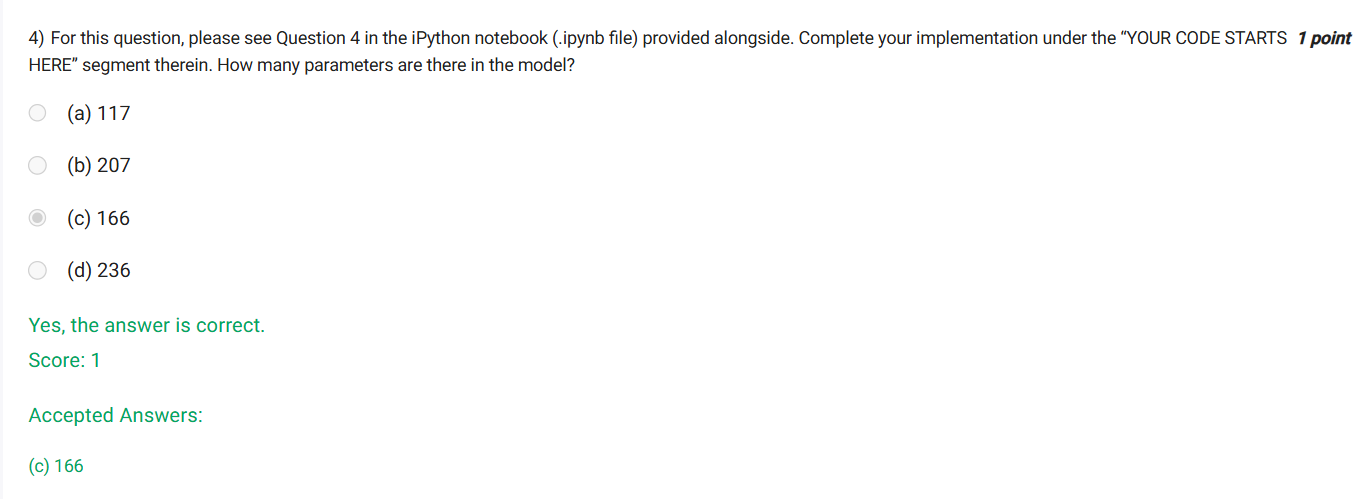 4) For this question, please see Question 4 in the iPython notebook (.ipynb file) provided alongside. Complete your implementation under the “YOUR CODE STARTS 1 point
HERE” segment therein. How many parameters are there in the model?
(a) 117
(b) 207
(c) 166
(d) 236
Yes, the answer is correct.
Score: 1
Accepted Answers:
(c) 166